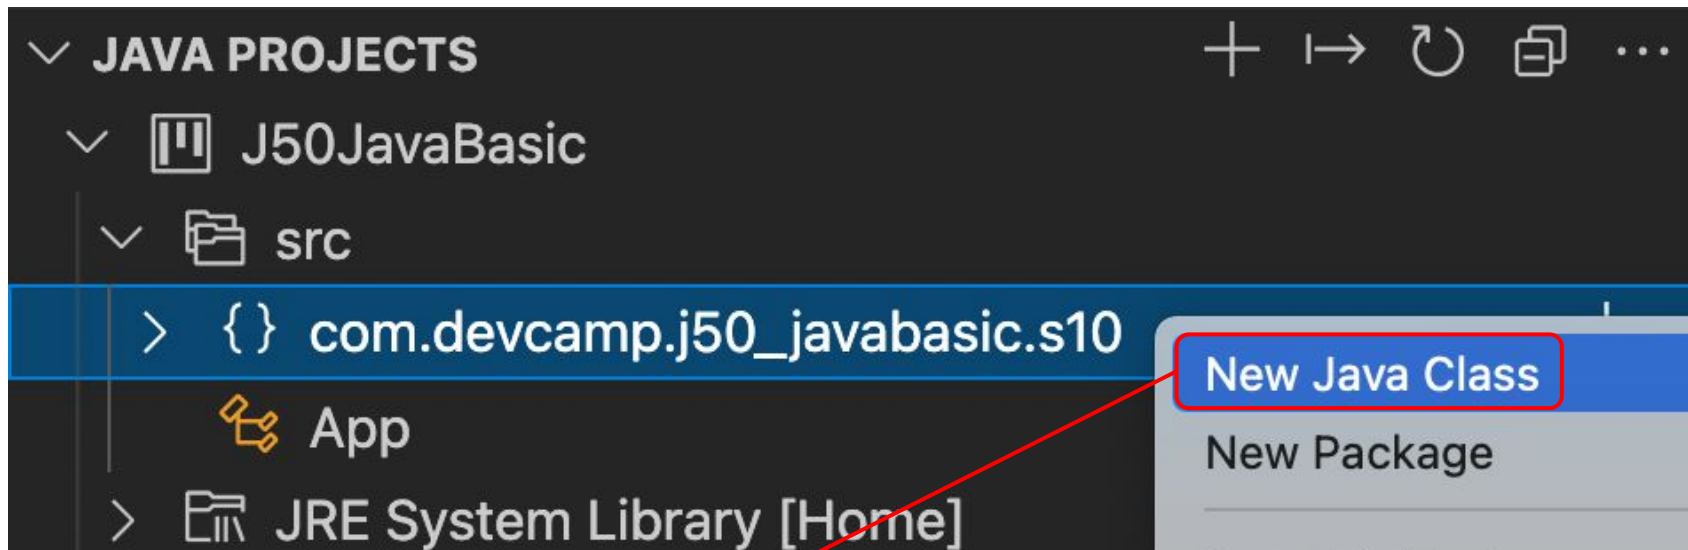 JAVA PROJECTS
J50JavaBasic
src
{} com.devcamp.j50_javabasic.s10
New Java Class
App
New Package
JRE System Library [Home]